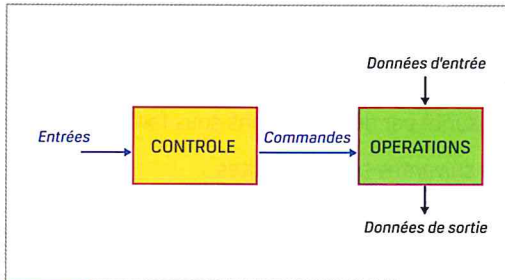 Données d'entrée
Entrées
CONTROLE
Commandes
OPERATIONS
Données de sortie